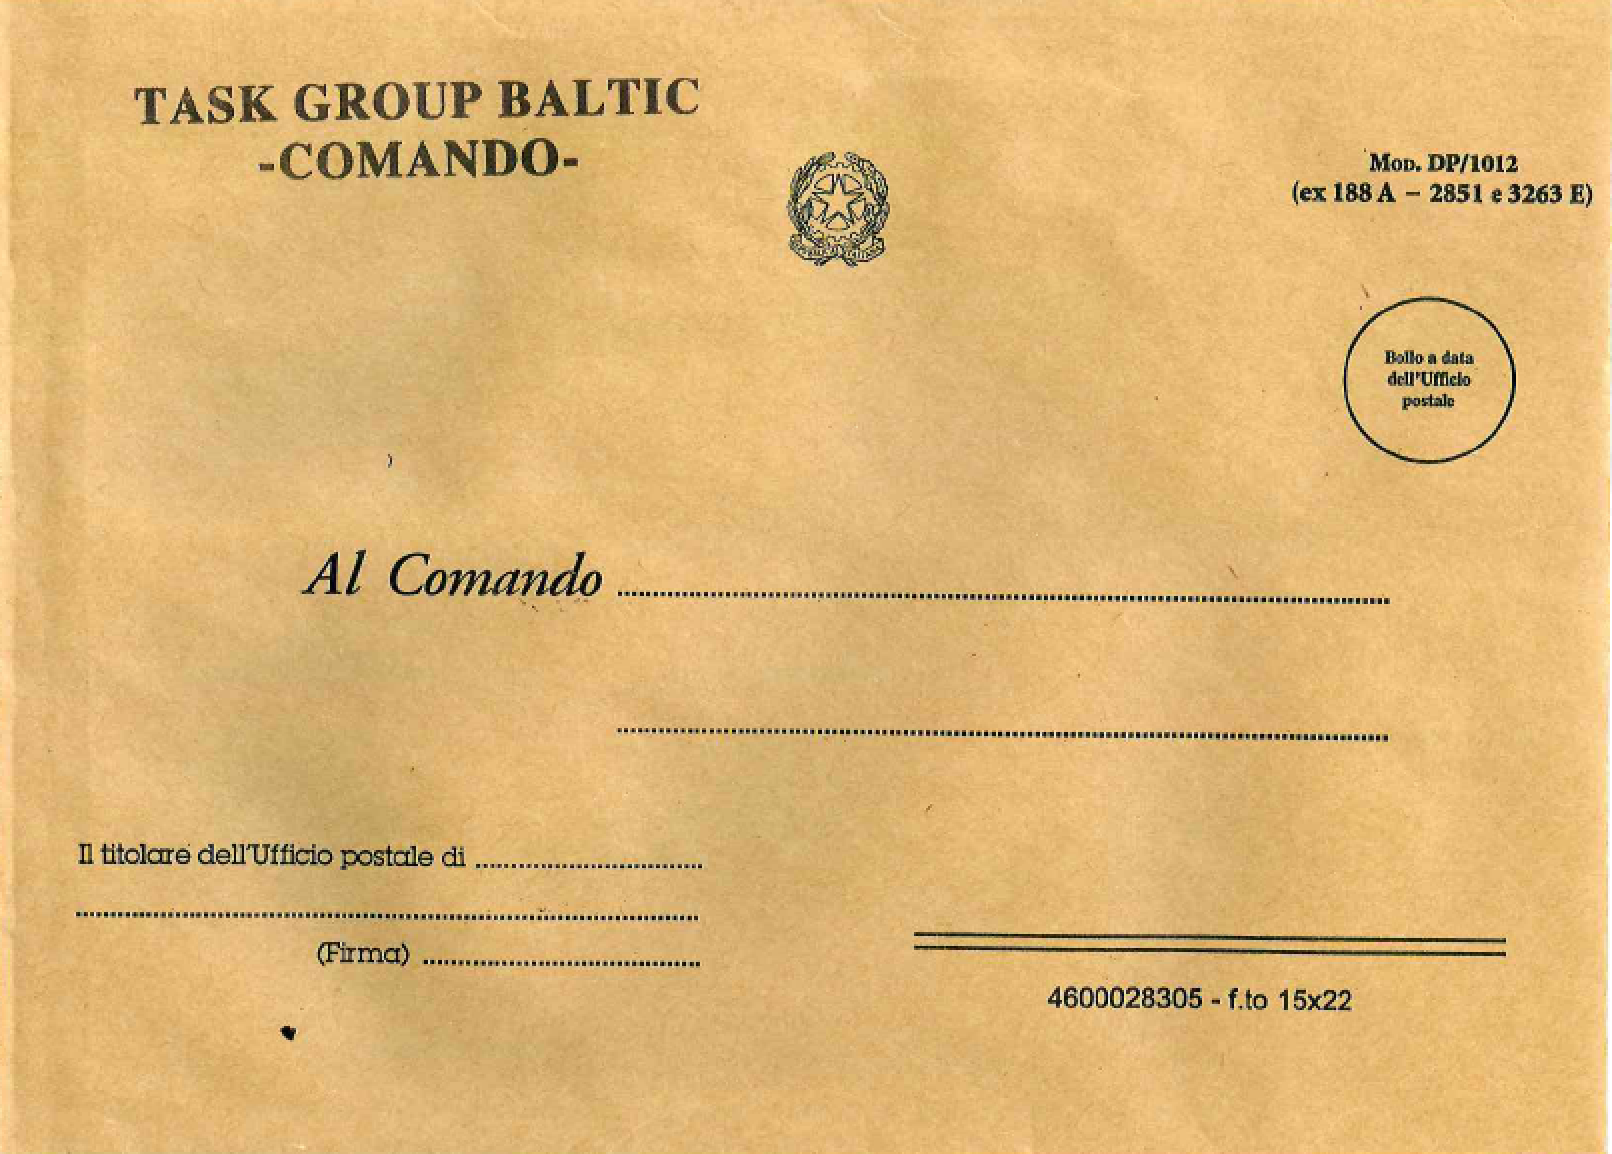 TASK GROUP BALTIC
-COMANDO-
Mod. DP/1012
(ex 188 A – 2851 e 3263 E)
Bollo a data
dell'Ufficio
postale
Al Comando
Il titolare dell'Ufficio postale di
(Firma)
4600028305 - f.to 15x22